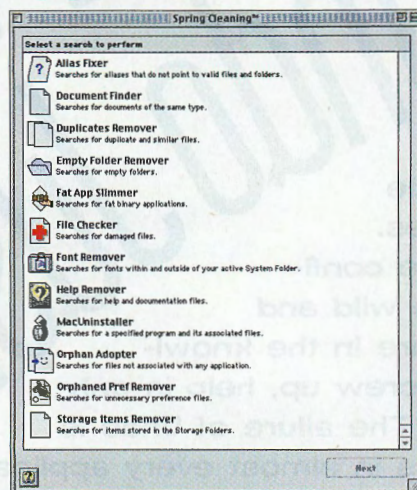 Spring Cleaning™
Select a search to perform
Alias Fixer
Searches for aliases that do not point to valid files and folders.
Document Finder
Searches for documents of the same type.
Duplicates Remover
Searches for duplicate and similar files.
Empty Folder Remover
Searches for empty folders.
Fat App Slimmer
Searches for fat binary applications.
File Checker
Searches for damaged files.
Font Remover
Searches for fonts within and outside of your active System Folder.
Help Remover
Searches for help and documentation files.
MacUninstaller
Searches for a specified program and its associated files.
Orphan Adopter
Searches for files not associated with any application.
Orphaned Pref Remover
Searches for unnecessary preference files.
Storage Items Remover
Searches for items stored in the Storage Folders.
Next